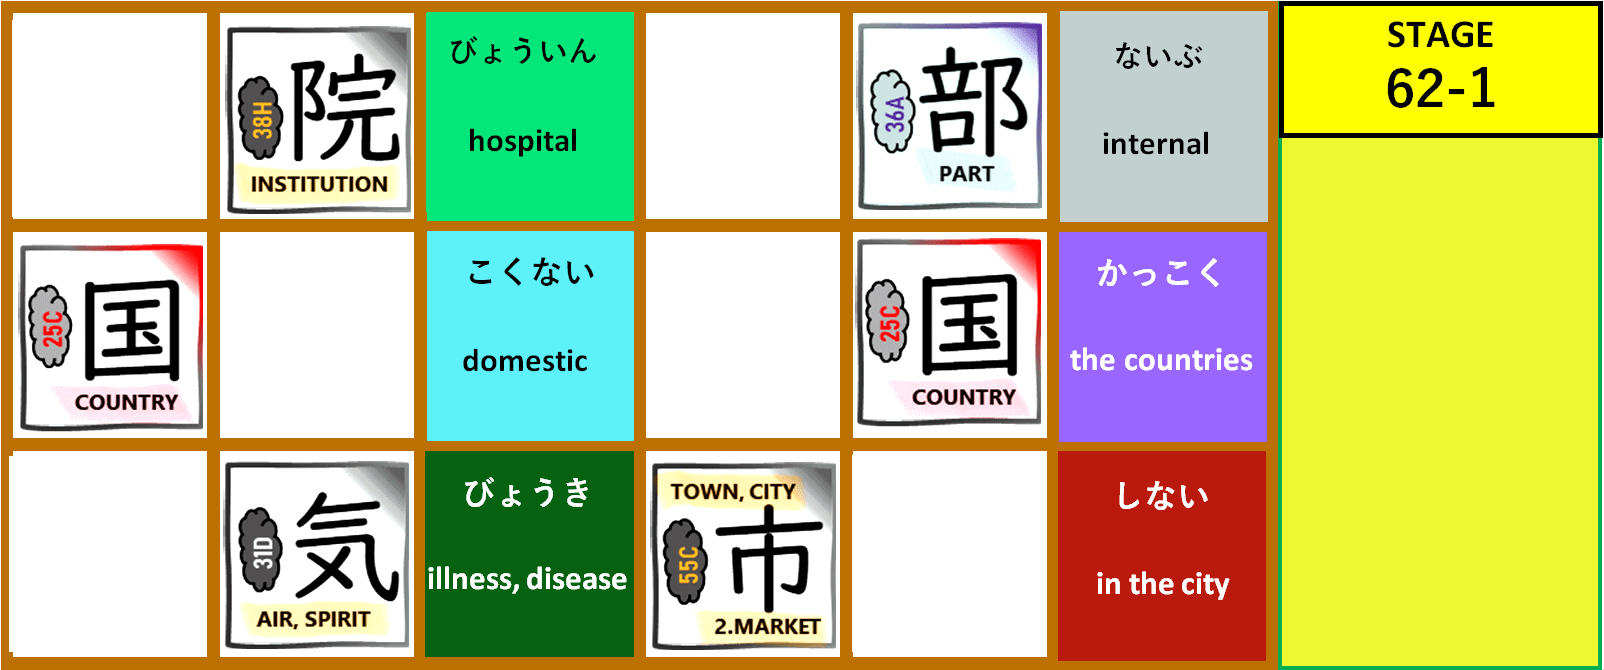 院
38H
INSTITUTION
びょういん
hospital
部
36A
PART
ないぶ
internal
STAGE
62-1
国
25C
COUNTRY
こくない
domestic
国
25C
COUNTRY
かっこく
the countries
気
31D
AIR, SPIRIT
びょうき
illness, disease
TOWN, CITY
市
55C
2.MARKET
しない
in the city